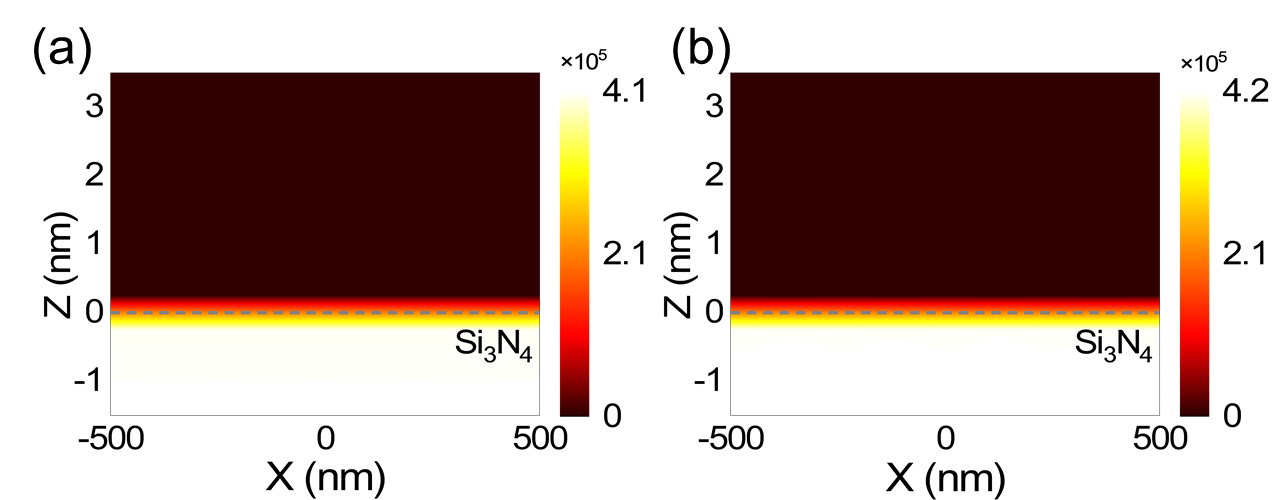 (a)
×10⁵
4.1
2.1
0
3
2
1
0
-1
Z (nm)
Si₃N₄
-500 0 500
X (nm)
(b)
×10⁵
4.2
2.1
0
3
2
1
0
-1
Z (nm)
Si₃N₄
-500 0 500
X (nm)